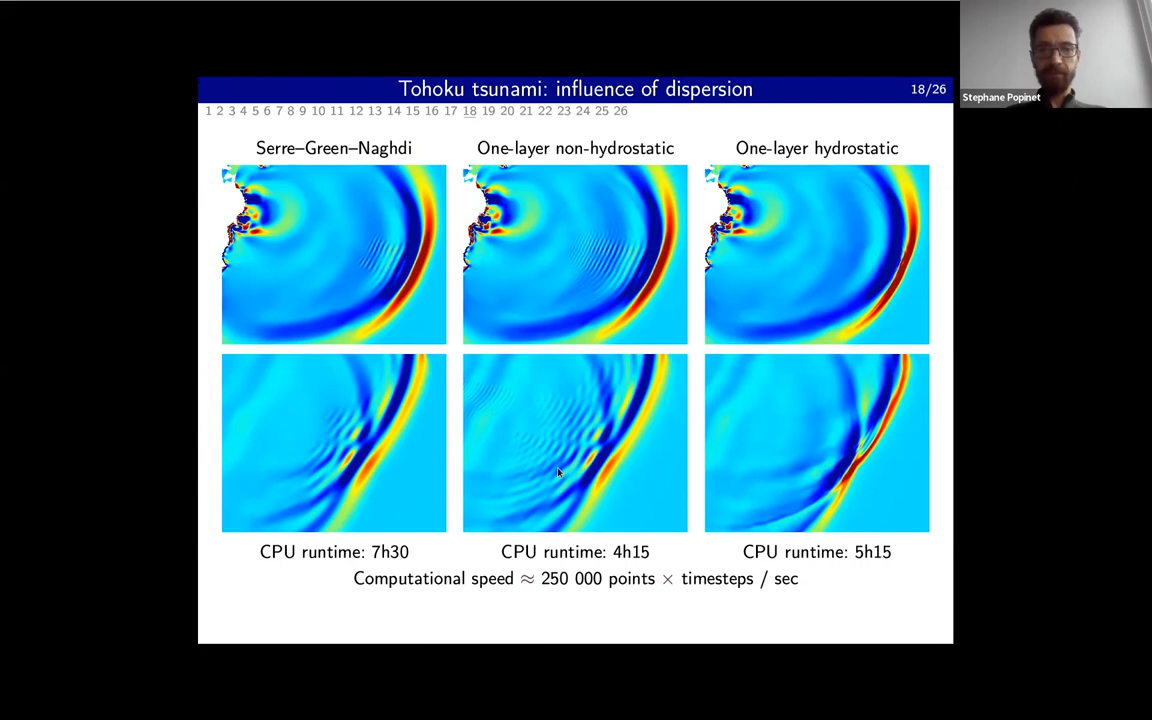 Tohoku tsunami: influence of dispersion
18/26
1 2 3 4 5 6 7 8 9 10 11 12 13 14 15 16 17 18 19 20 21 22 23 24 25 26
Stephane Popinet
Serre–Green–Naghdi
One-layer non-hydrostatic
One-layer hydrostatic
CPU runtime: 7h30
CPU runtime: 4h15
CPU runtime: 5h15
Computational speed ≈ 250 000 points × timesteps / sec